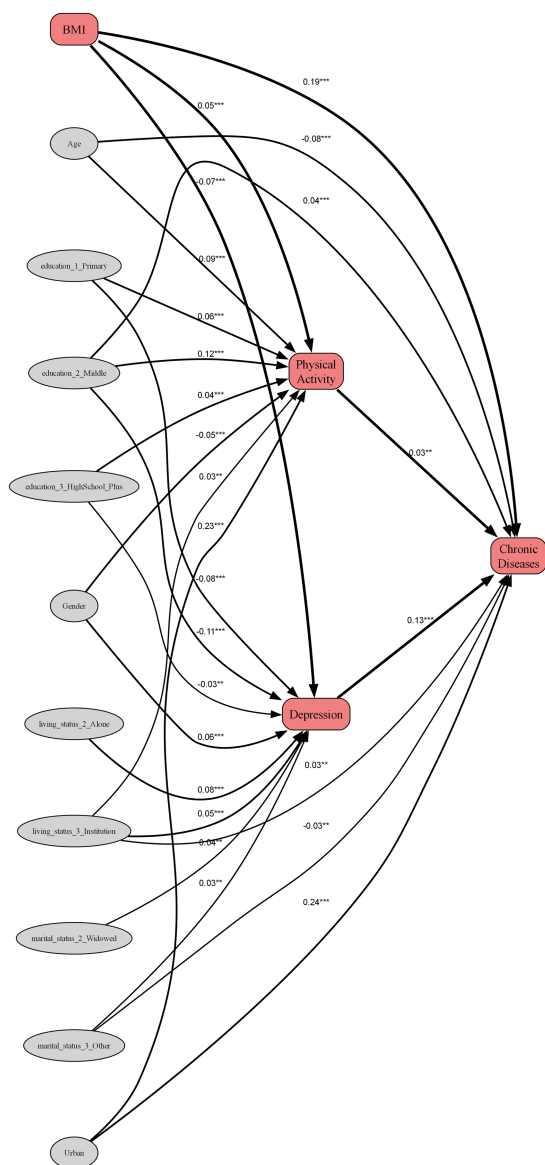 BMI
0.19***
0.05***
Age
-0.08***
-0.07***
0.04***
0.09***
education_1_Primary
0.06***
0.12***
Physical
Activity
education_2_Middle
0.04***
-0.05***
0.03**
0.03**
education_3_HighSchool_Plus
0.23***
Chronic
Diseases
-0.08***
Gender
0.13***
-0.11***
-0.03**
Depression
living_status_2_Alone
0.06***
0.03**
0.08***
0.05***
living_status_3_Institution
-0.03**
0.04**
0.03**
0.24***
marital_status_2_Widowed
marital_status_3_Other
Urban